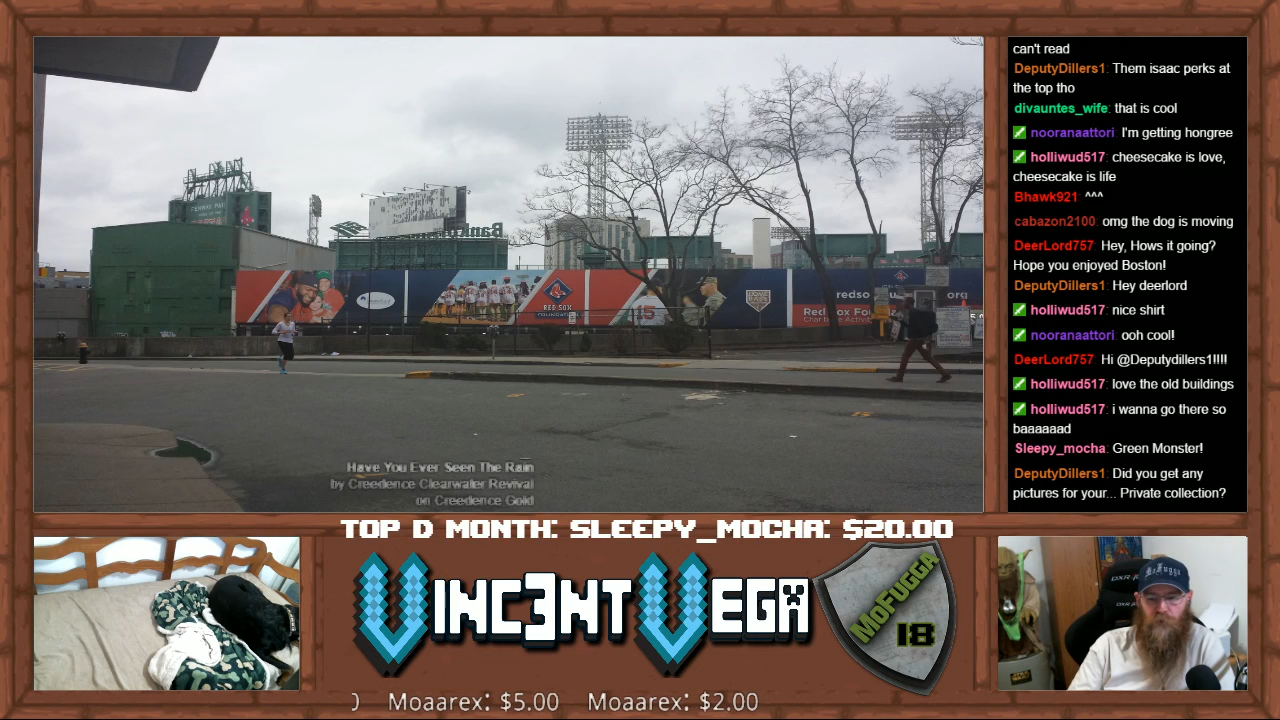 can't read
DeputyDillers1: Them isaac perks at
the top tho
divauntes_wife: that is cool
nooranaattori: I'm getting hongree
holliwud517: cheesecake is love,
cheesecake is life
Bhawk921: ^^^
cabazon2100: omg the dog is moving
DeerLord757: Hey, Hows it going?
Hope you enjoyed Boston!
DeputyDillers1: Hey deerlord
holliwud517: nice shirt
nooranaattori: ooh cool!
DeerLord757: Hi @Deputydillers1!!!!
holliwud517: love the old buildings
holliwud517: i wanna go there so
baaaaaad
Sleepy_mocha: Green Monster!
DeputyDillers1: Did you get any
pictures for your... Private collection?
RED SOX
FOUNDATION
redso
org
Red
Have You Ever Seen The Rain
by Creedence Clearwater Revival
on Creedence Gold
TOP D MONTH: SLEEPY_MOCHA: $20.00
VINC3NTVEGA
MOFUGGA
18
Moaarex: $5.00 Moaarex: $2.00